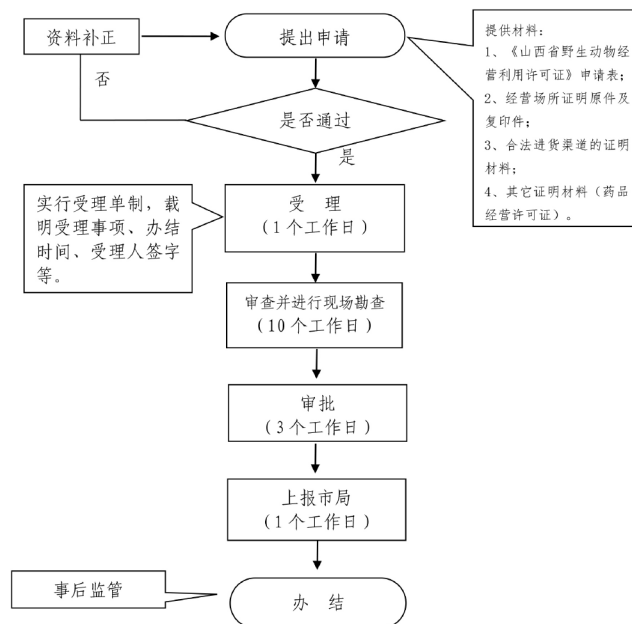 资料补正
提出申请
提供材料：
1、《山西省野生动物经
营利用许可证》申请表；
2、经营场所证明原件及
复印件；
3、合法进货渠道的证明
材料；
4、其它证明材料（药品
经营许可证）。
否
是否通过
是
实行受理单制，载
明受理事项、办结
时间、受理人签字
等。
受 理
（1个工作日）
审查并进行现场勘查
（10个工作日）
审批
（3个工作日）
上报市局
（1个工作日）
事后监管
办 结